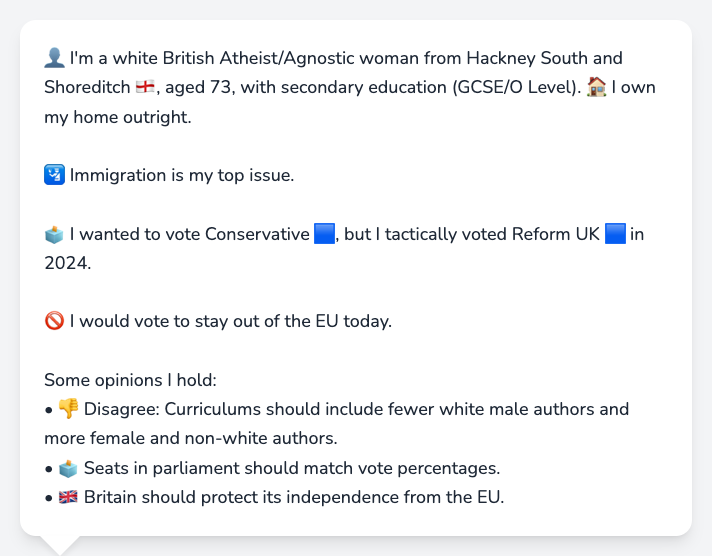 👤 I'm a white British Atheist/Agnostic woman from Hackney South and
Shoreditch 🏴󠁧󠁢󠁥󠁮󠁧󠁿, aged 73, with secondary education (GCSE/O Level). 🏠 I own
my home outright.
🛂 Immigration is my top issue.
🗳️ I wanted to vote Conservative 🟦, but I tactically voted Reform UK 🟦 in
2024.
🚫 I would vote to stay out of the EU today.
Some opinions I hold:
• 👎 Disagree: Curriculums should include fewer white male authors and
more female and non-white authors.
• 🗳️ Seats in parliament should match vote percentages.
• 🇬🇧 Britain should protect its independence from the EU.